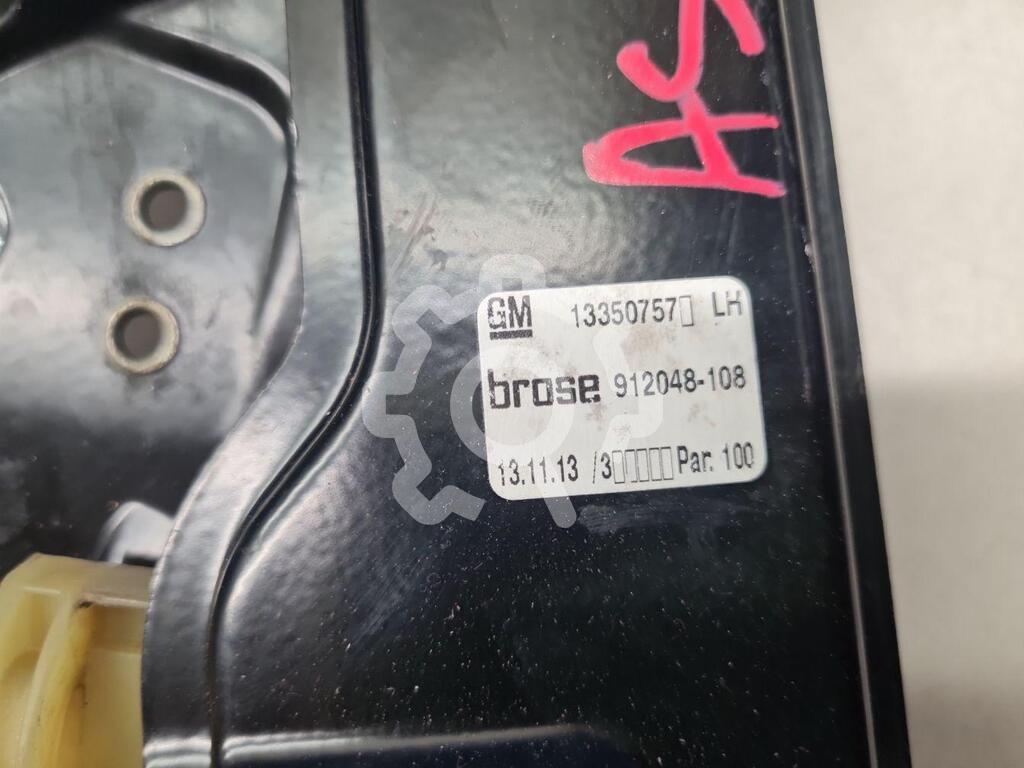 GM 13350757▯ LH
brose 912048-108
13.11.13 /3▯▯▯▯▯ Par. 100